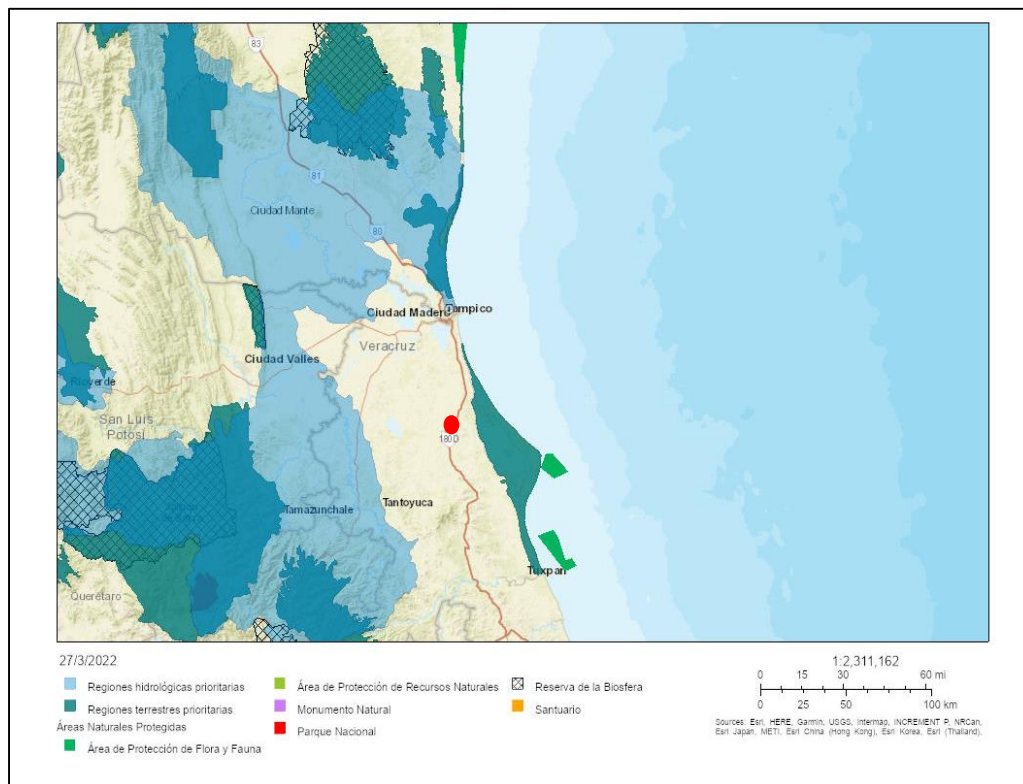 83
81
Ciudad Mante
80
Tampico
Ciudad Madero
Veracruz
Ciudad Valles
Rioverde
San Luis
Potosí
180D
Tantoyuca
Tamazunchale
Tuxpan
Querétaro
27/3/2022
Regiones hidrológicas prioritarias
Regiones terrestres prioritarias
Áreas Naturales Protegidas
Área de Protección de Flora y Fauna
Área de Protección de Recursos Naturales
Monumento Natural
Parque Nacional
Reserva de la Biosfera
Santuario
1:2,311,162
0 15 30 60 mi
0 25 50 100 km
Sources: Esri, HERE, Garmin, USGS, Intermap, INCREMENT P, NRCan,
Esri Japan, METI, Esri China (Hong Kong), Esri Korea, Esri (Thailand),